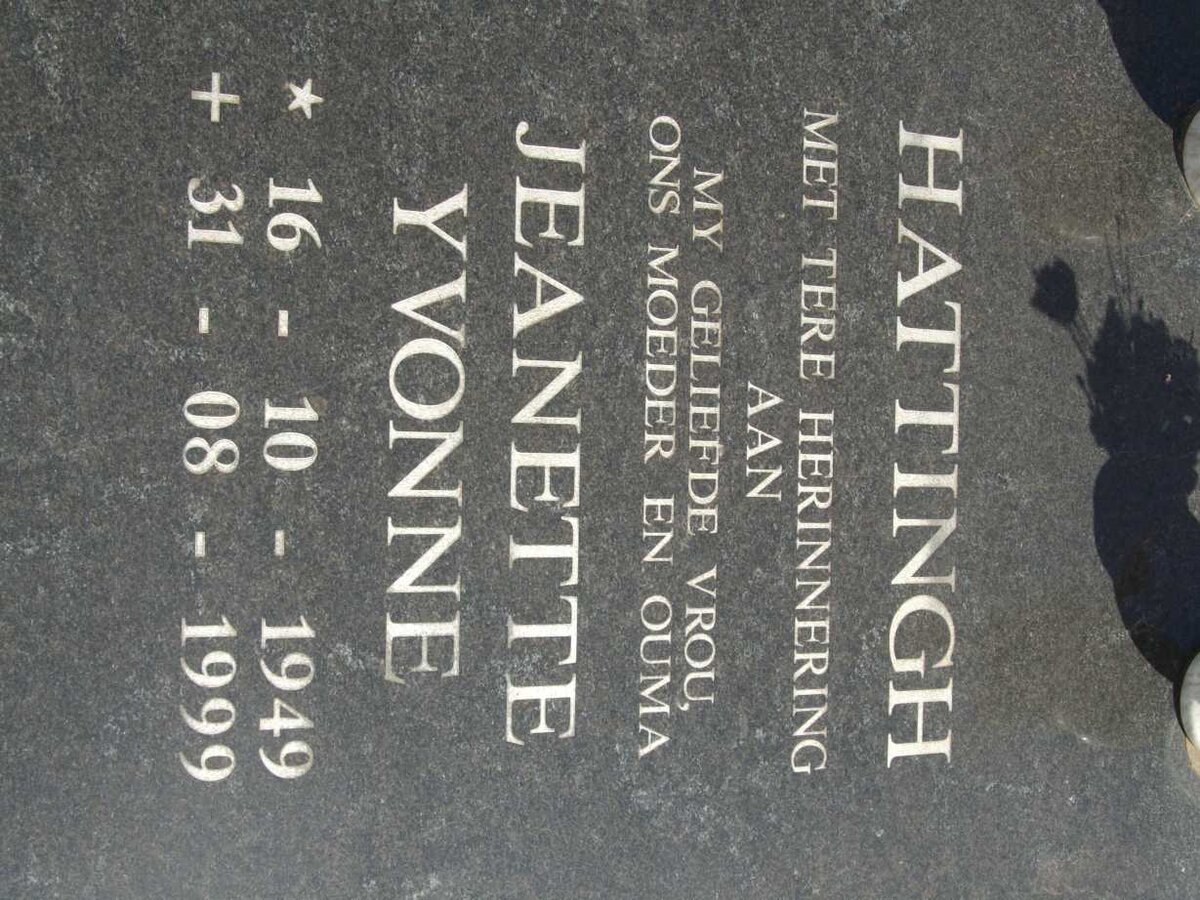 HATTINGH
MET TERE HERINNERING
AAN
MY GELIEFDE VROU,
ONS MOEDER EN OUMA
JEANETTE
YVONNE
★ 16 - 10 - 1949
+ 31 - 08 - 1999